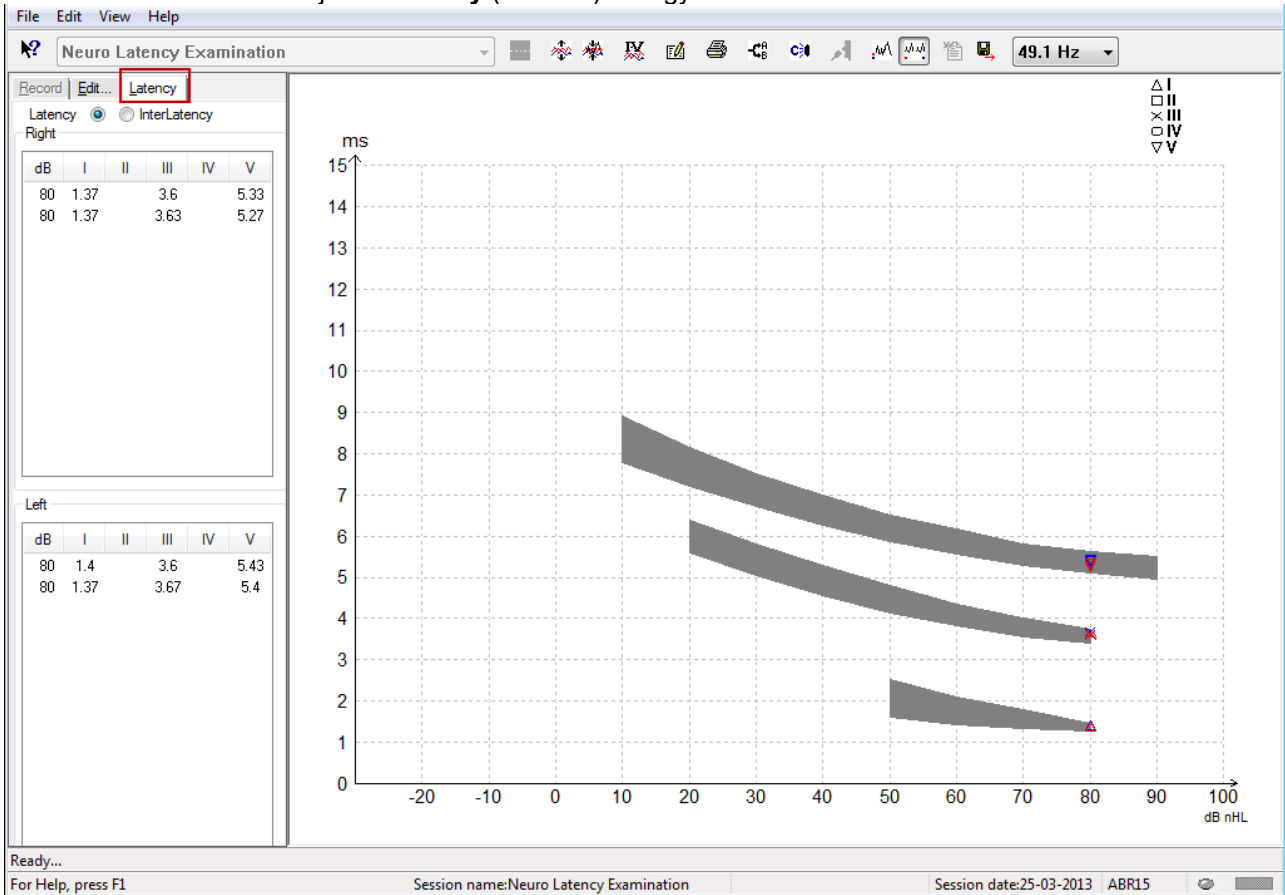 File Edit View Help
Neuro Latency Examination 49.1 Hz
Record Edit... Latency
Latency InterLatency
Right
dB I II III IV V
80 1.37 3.6 5.33
80 1.37 3.63 5.27
Left
dB I II III IV V
80 1.4 3.6 5.43
80 1.37 3.67 5.4
I
II
III
IV
V
ms
15
14
13
12
11
10
9
8
7
6
5
4
3
2
1
0
-20 -10 0 10 20 30 40 50 60 70 80 90 100
dB nHL
Ready...
For Help, press F1 Session name:Neuro Latency Examination Session date:25-03-2013 ABR15